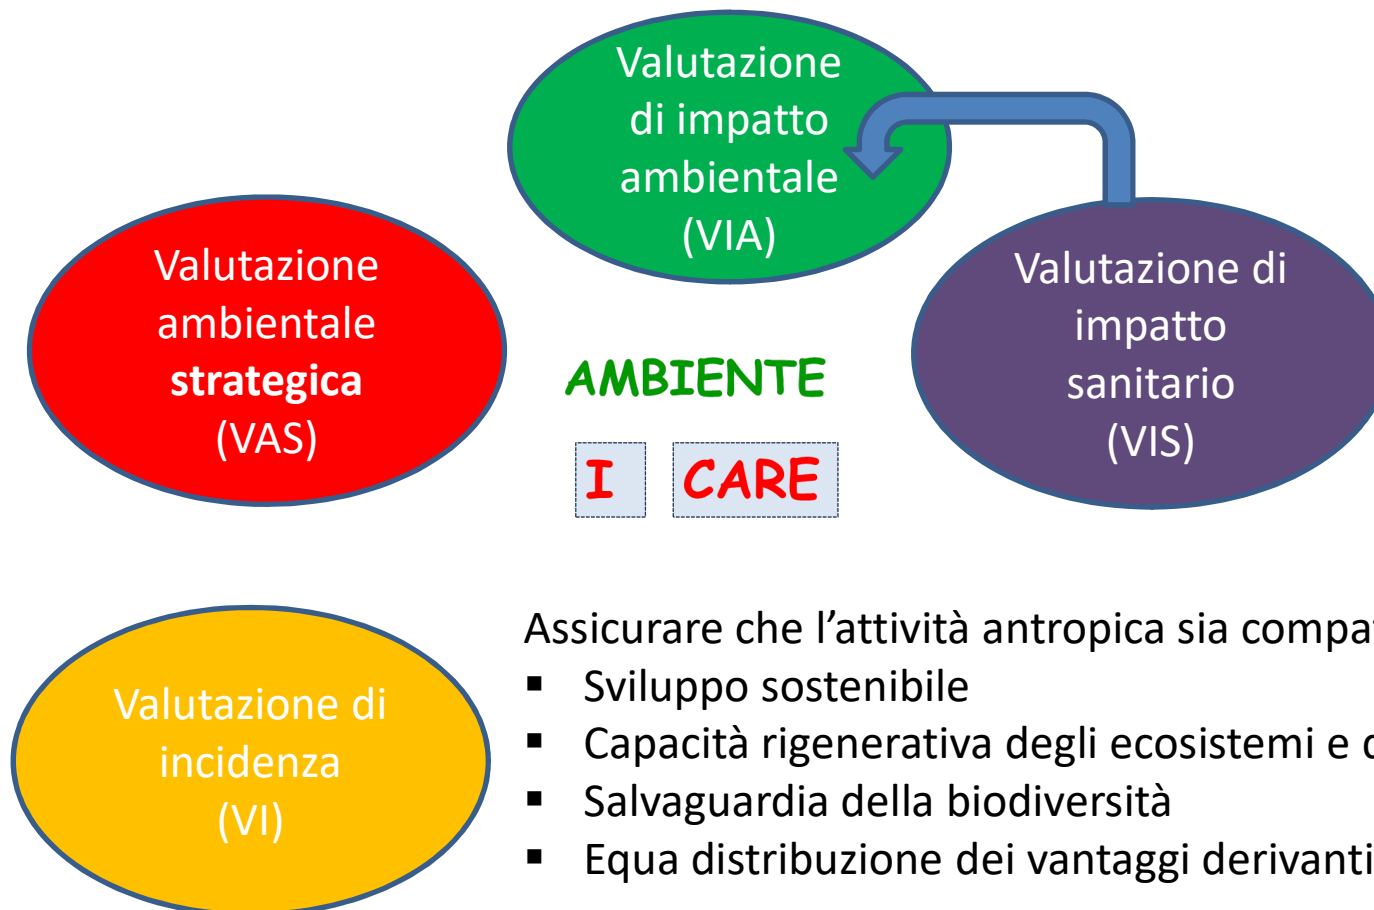 Valutazione
di impatto
ambientale
(VIA)
Valutazione
ambientale
strategica
(VAS)
Valutazione di
impatto
sanitario
(VIS)
AMBIENTE
I CARE
Valutazione di
incidenza
(VI)
Assicurare che l’attività antropica sia
▪ Sviluppo sostenibile
▪ Capacità rigenerativa degli ecosistemi e
▪ Salvaguardia della biodiversità
▪ Equa distribuzione dei vantaggi derivanti